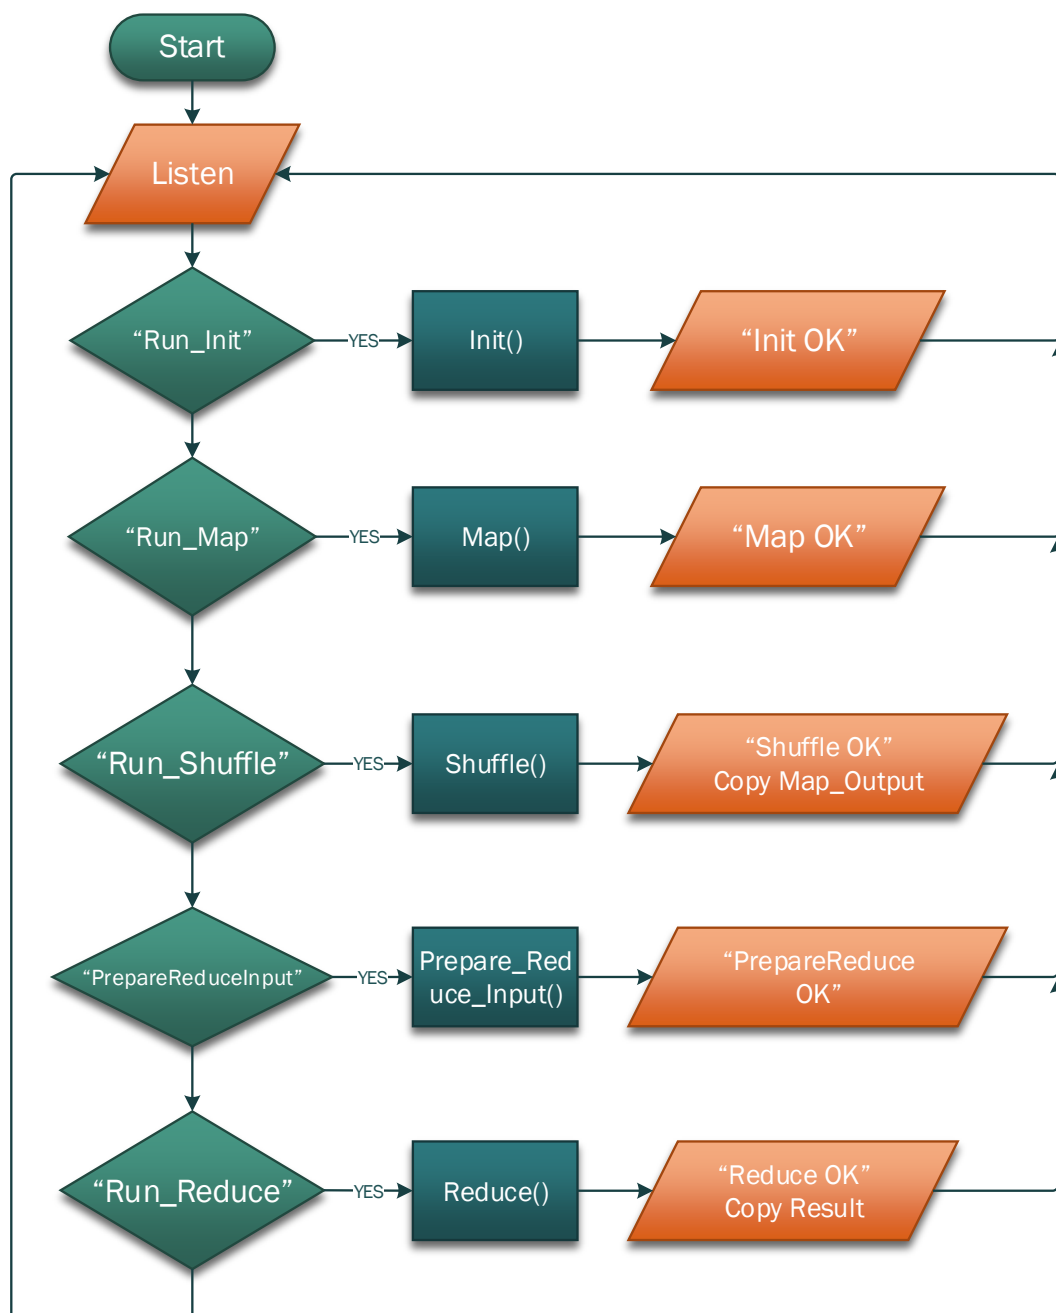 Start
Listen
“Run_Init”
YES
Init()
“Init OK”
“Run_Map”
YES
Map()
“Map OK”
“Run_Shuffle”
YES
Shuffle()
“Shuffle OK”
Copy Map_Output
“PrepareReduceInput”
YES
Prepare_Red
uce_Input()
“PrepareReduce
OK”
“Run_Reduce”
YES
Reduce()
“Reduce OK”
Copy Result